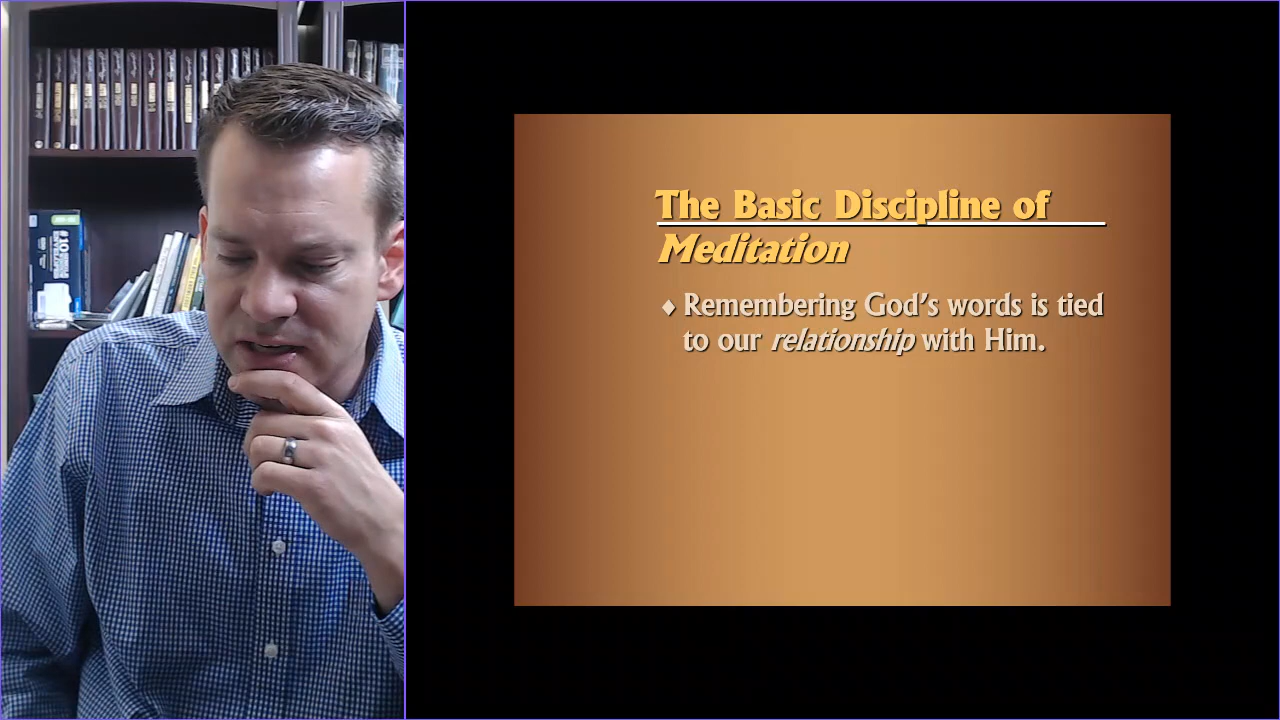 The Basic Discipline of
Meditation
Remembering God's words is tied
to our relationship with Him.